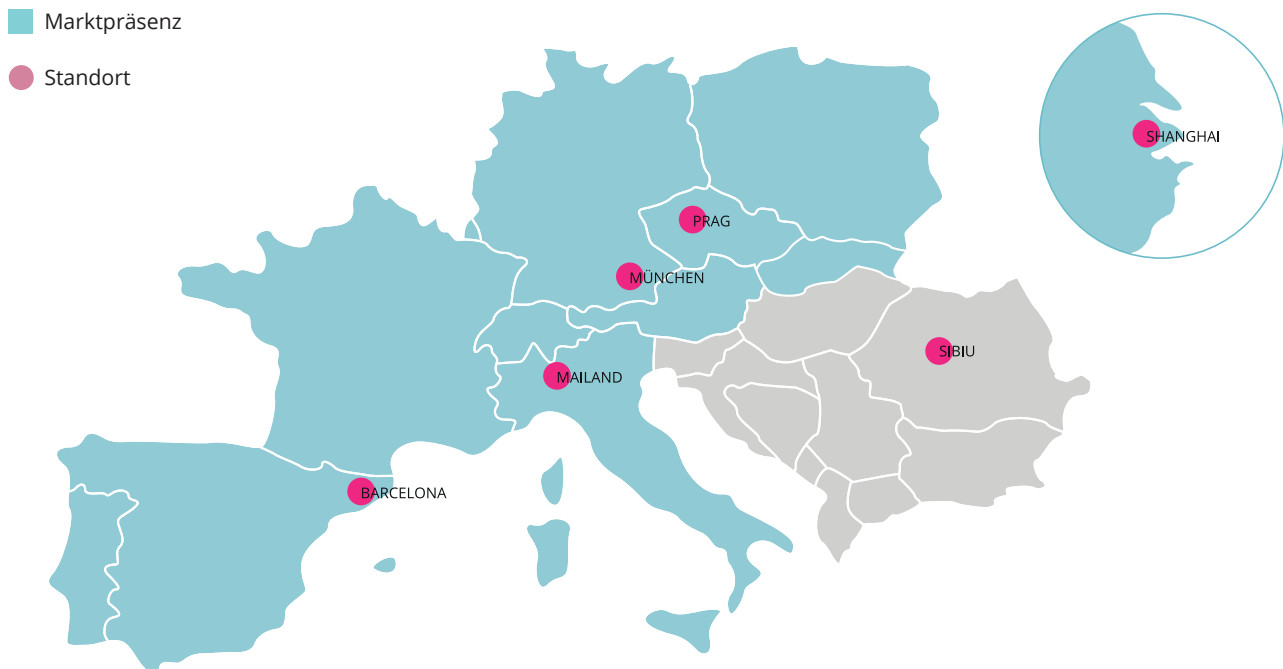 Marktpräsenz
Standort
SHANGHAI
PRAG
MÜNCHEN
SIBIU
MAILAND
BARCELONA